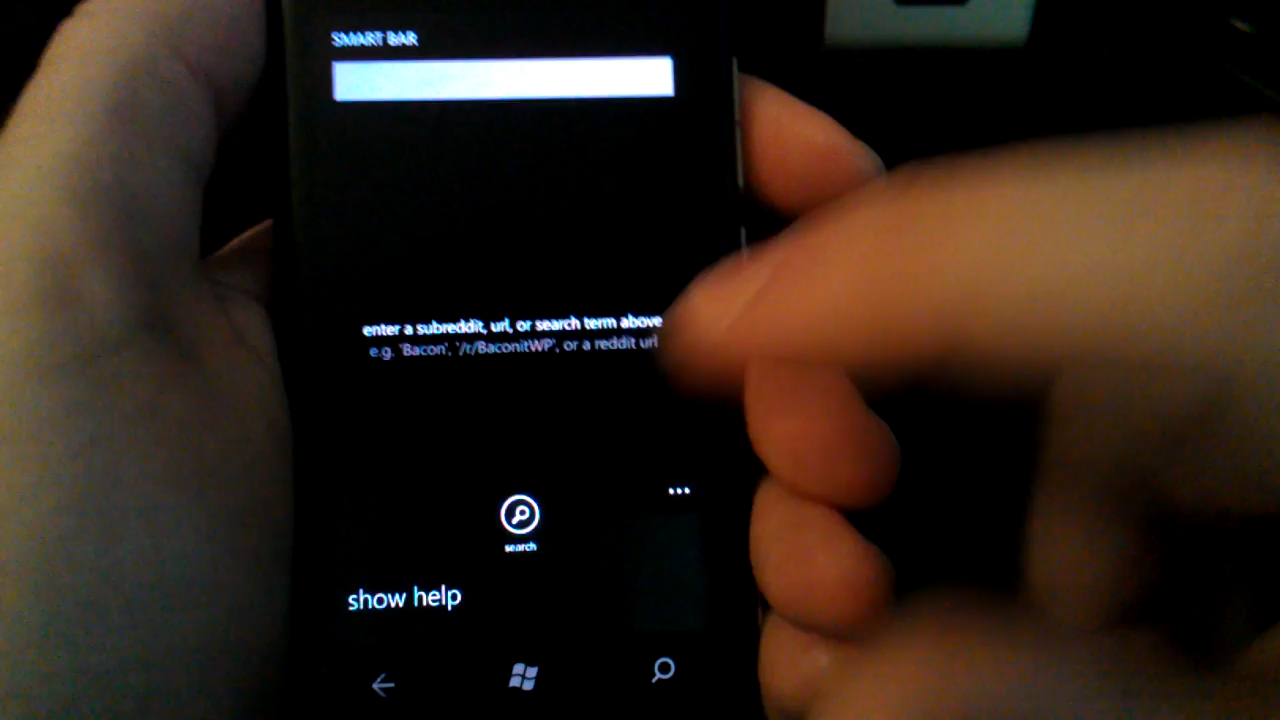 SMART BAR
enter a subreddit, url, or search term above
e.g. 'Bacon', '/r/BaconitWP', or a reddit url
search
show help